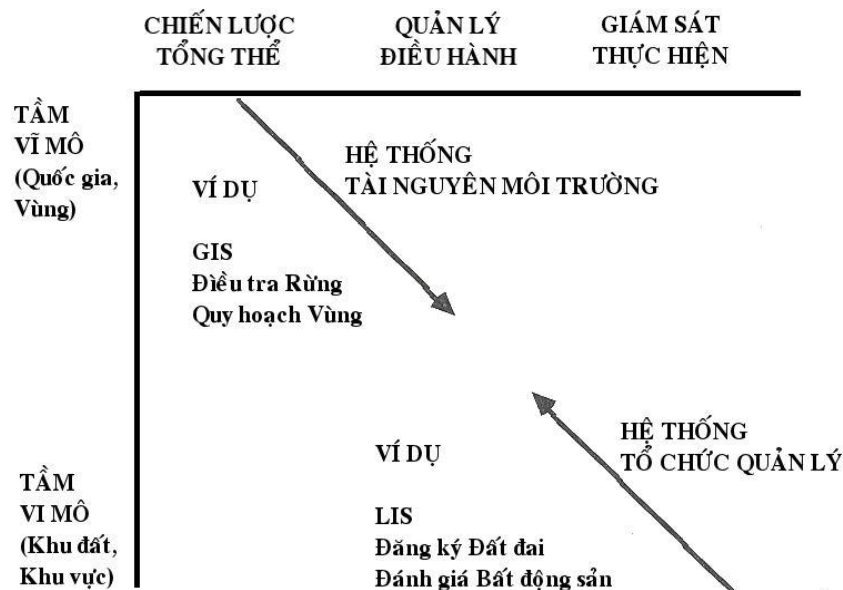 CHIẾN LƯỢC
TỔNG THỂ
QUẢN LÝ
ĐIỀU HÀNH
GIÁM SÁT
THỰC HIỆN
TẦM
VĨ MÔ
(Quốc gia,
Vùng)
HỆ THỐNG
TÀI NGUYÊN MÔI TRƯỜNG
VÍ DỤ
GIS
Điều tra Rừng
Quy hoạch Vùng
HỆ THỐNG
TỔ CHỨC QUẢN LÝ
TẦM
VI MÔ
(Khu đất,
Khu vực)
VÍ DỤ
LIS
Đăng ký Đất đai
Đánh giá Bất động sản